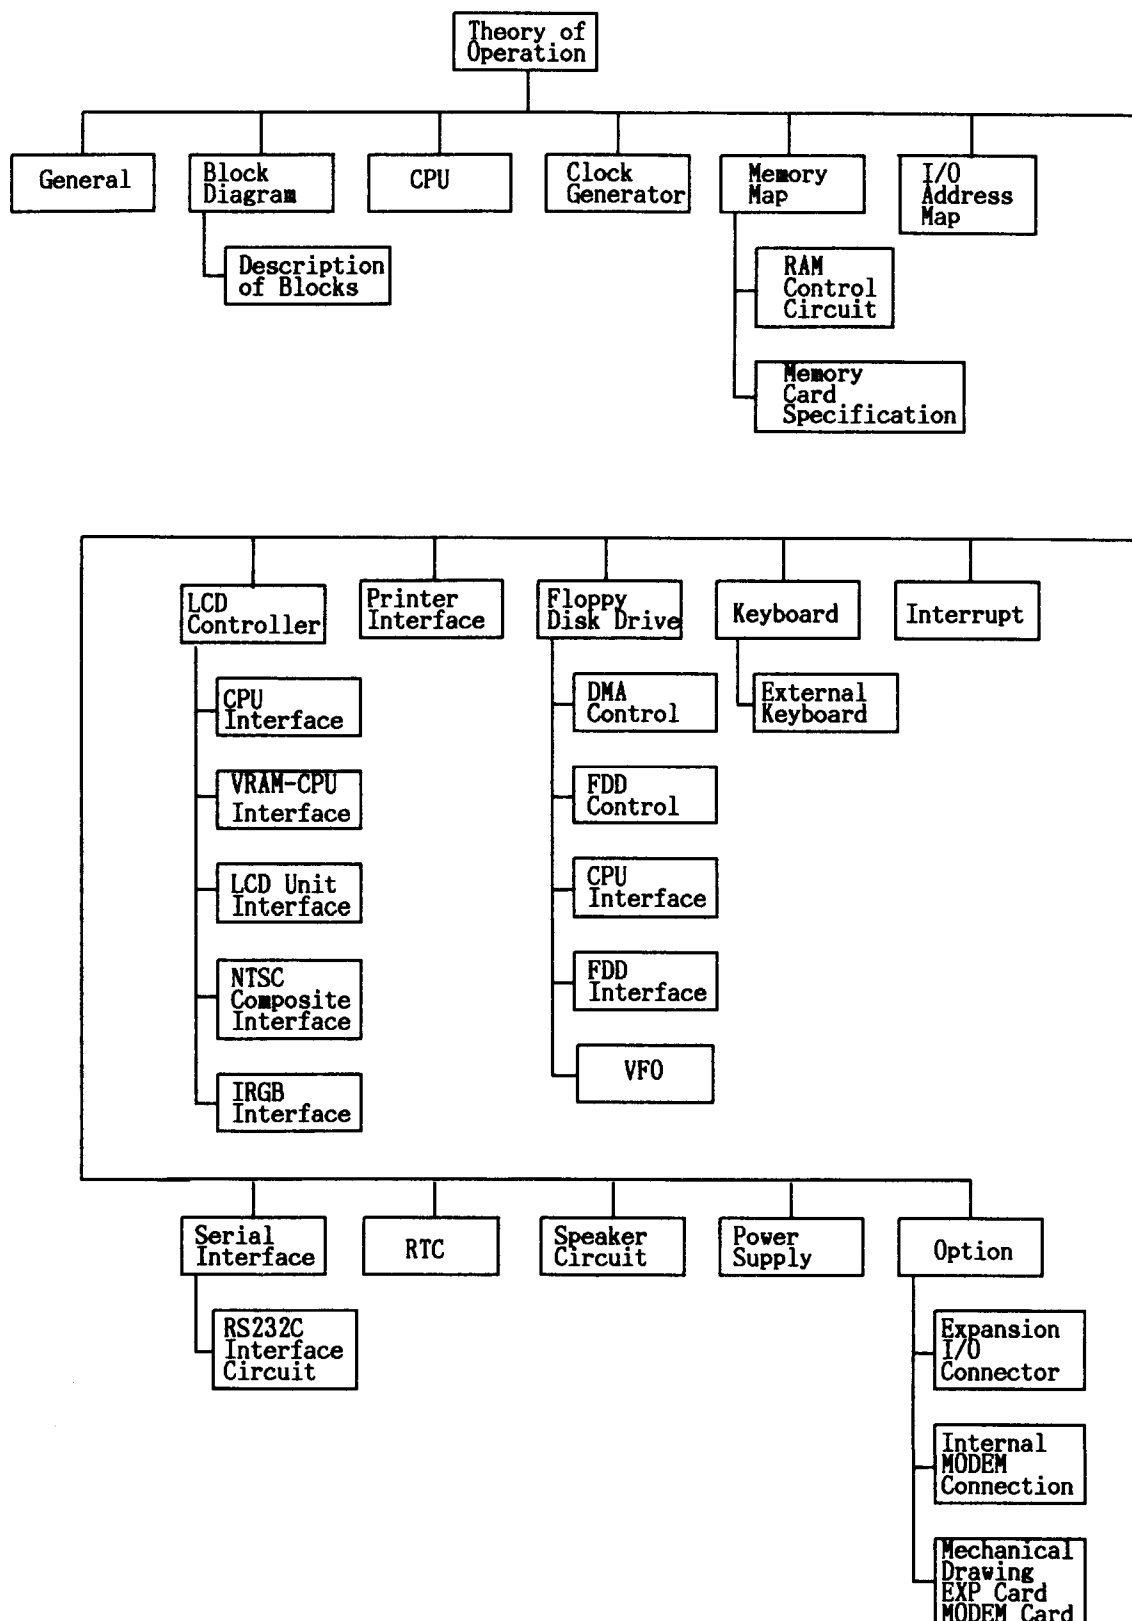 Theory of
Operation
General
Block
Diagram
CPU
Clock
Generator
Memory
Map
I/O
Address
Map
Description
of Blocks
RAM
Control
Circuit
Memory
Card
Specification
LCD
Controller
Printer
Interface
Floppy
Disk Drive
Keyboard
Interrupt
CPU
Interface
VRAM-CPU
Interface
LCD Unit
Interface
NTSC
Composite
Interface
IRGB
Interface
DMA
Control
FDD
Control
CPU
Interface
FDD
Interface
VFO
External
Keyboard
Serial
Interface
RTC
Speaker
Circuit
Power
Supply
Option
RS232C
Interface
Circuit
Expansion
I/O
Connector
Internal
MODEM
Connection
Mechanical
Drawing
EXP Card
MODEM Card